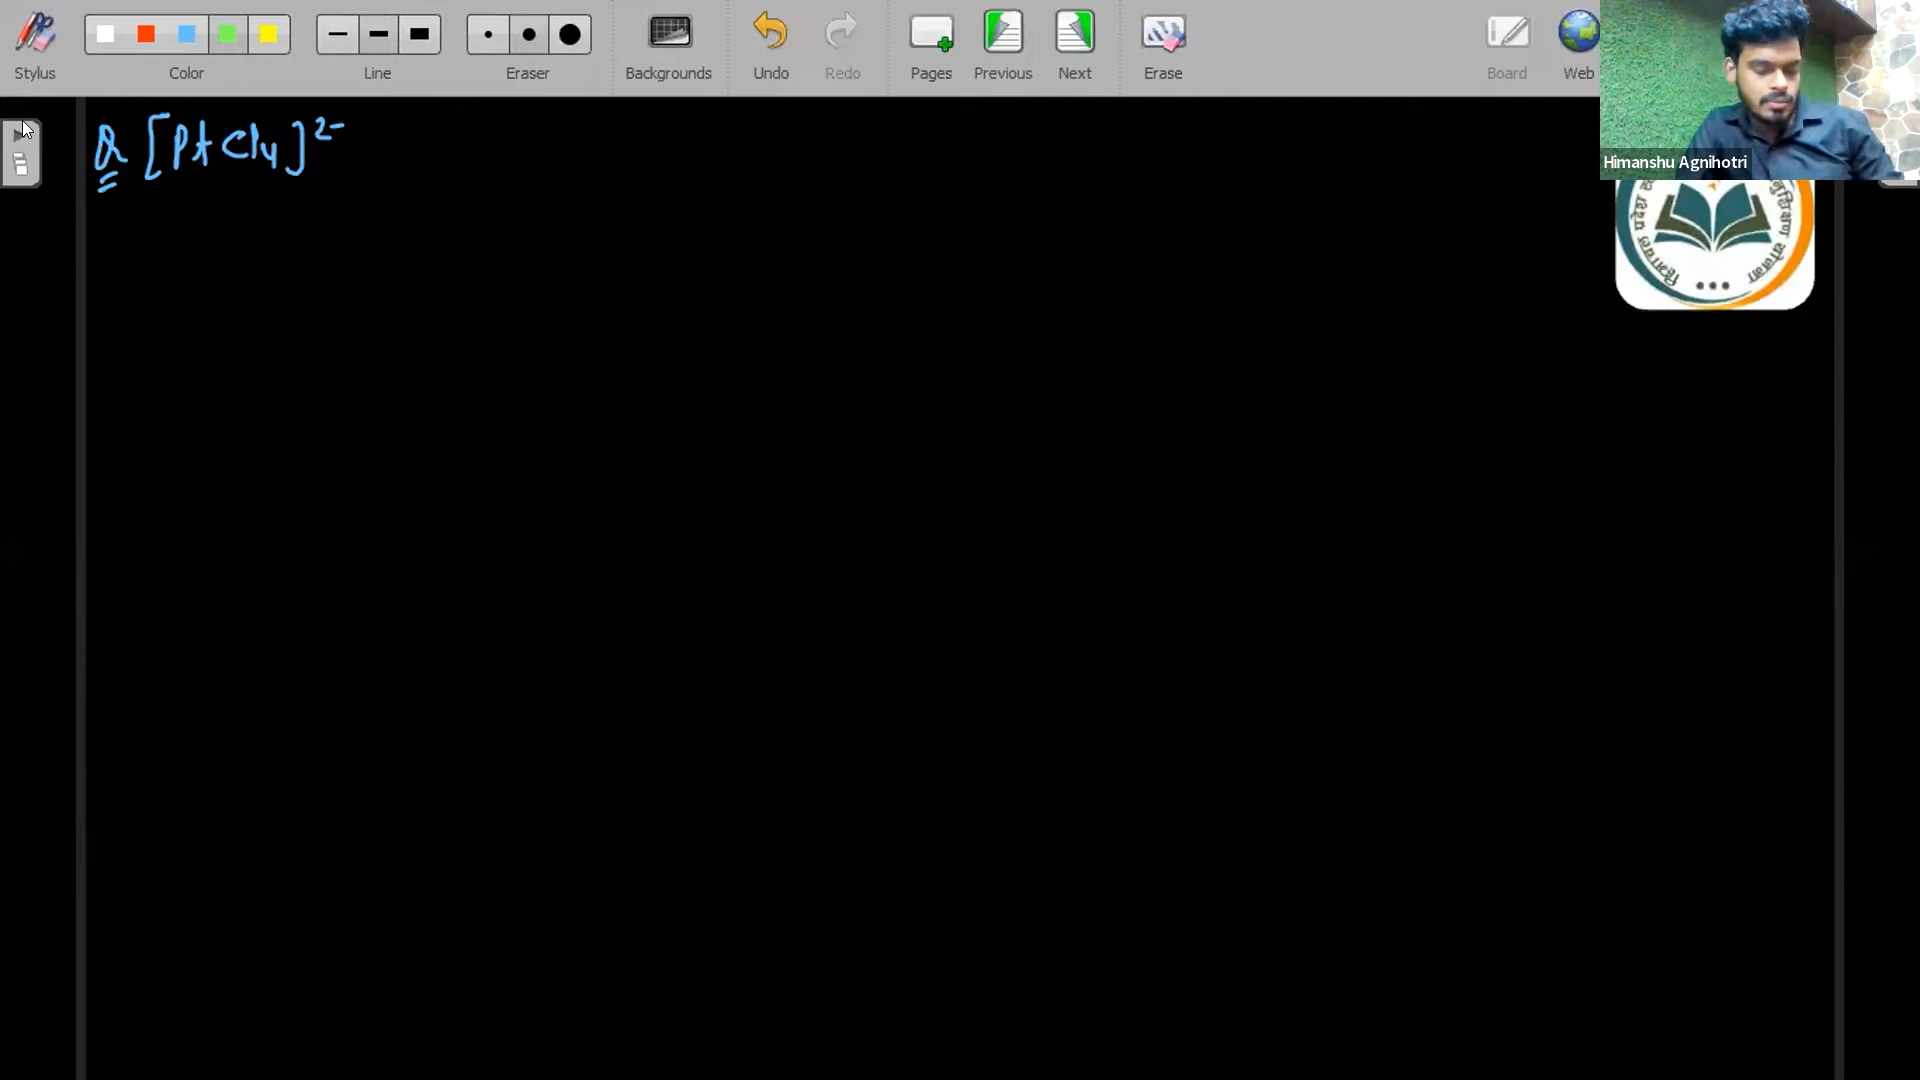 Stylus Color Line Eraser Backgrounds Undo Redo Pages Previous Next Erase Board Web
Himanshu Agnihotri
Q [PtCl4]2-